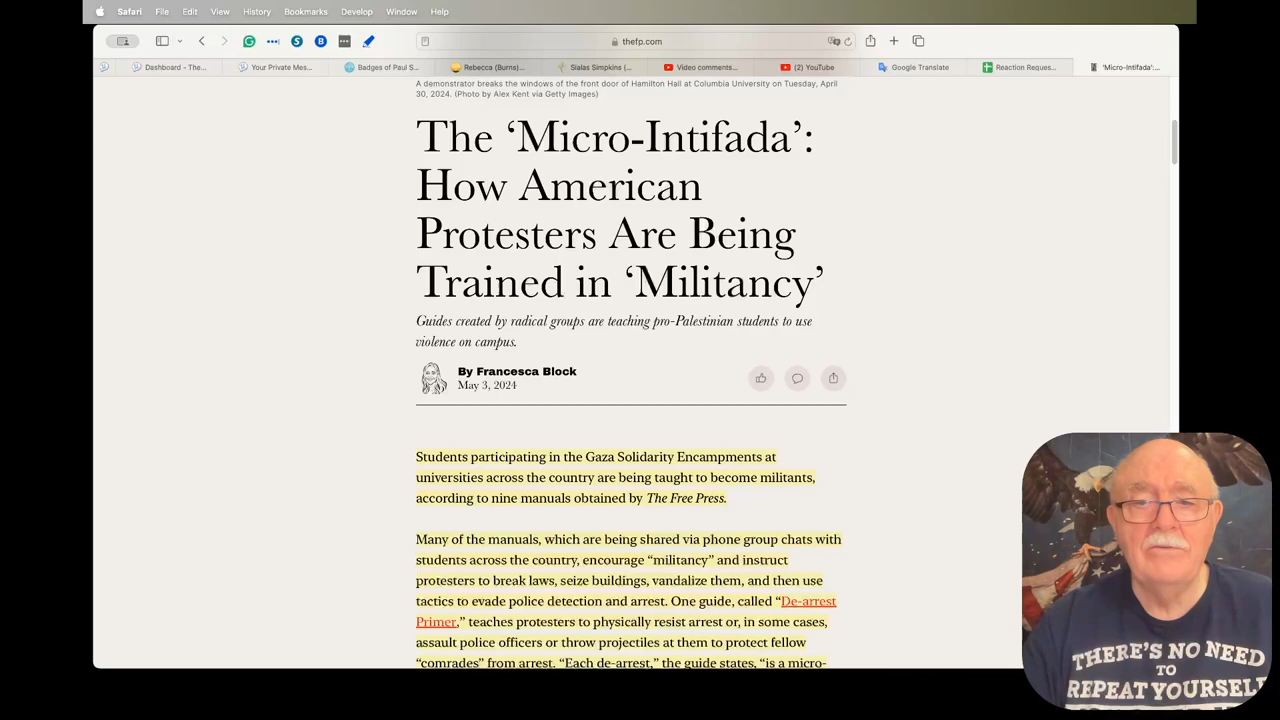 Safari File Edit View History Bookmarks Develop Window Help
thefp.com
Dashboard - The... Your Private Mes... Badges of Paul S... Rebecca (Burns)... Sialas Simpkins (... Video comments... (2) YouTube Google Translate Reaction Reques... 'Micro-Intifada':...
A demonstrator breaks the windows of the front door of Hamilton Hall at Columbia University on Tuesday, April
30, 2024. (Photo by Alex Kent via Getty Images)
The ‘Micro-Intifada’:
How American
Protesters Are Being
Trained in ‘Militancy’
Guides created by radical groups are teaching pro-Palestinian students to use
violence on campus.
By Francesca Block
May 3, 2024
Students participating in the Gaza Solidarity Encampments at
universities across the country are being taught to become militants,
according to nine manuals obtained by The Free Press.
Many of the manuals, which are being shared via phone group chats with
students across the country, encourage “militancy” and instruct
protesters to break laws, seize buildings, vandalize them, and then use
tactics to evade police detection and arrest. One guide, called “De-arrest
Primer,” teaches protesters to physically resist arrest or, in some cases,
assault police officers or throw projectiles at them to protect fellow
“comrades” from arrest. “Each de-arrest,” the guide states, “is a micro-
THERE'S NO NEED
TO
REPEAT YOURSELF